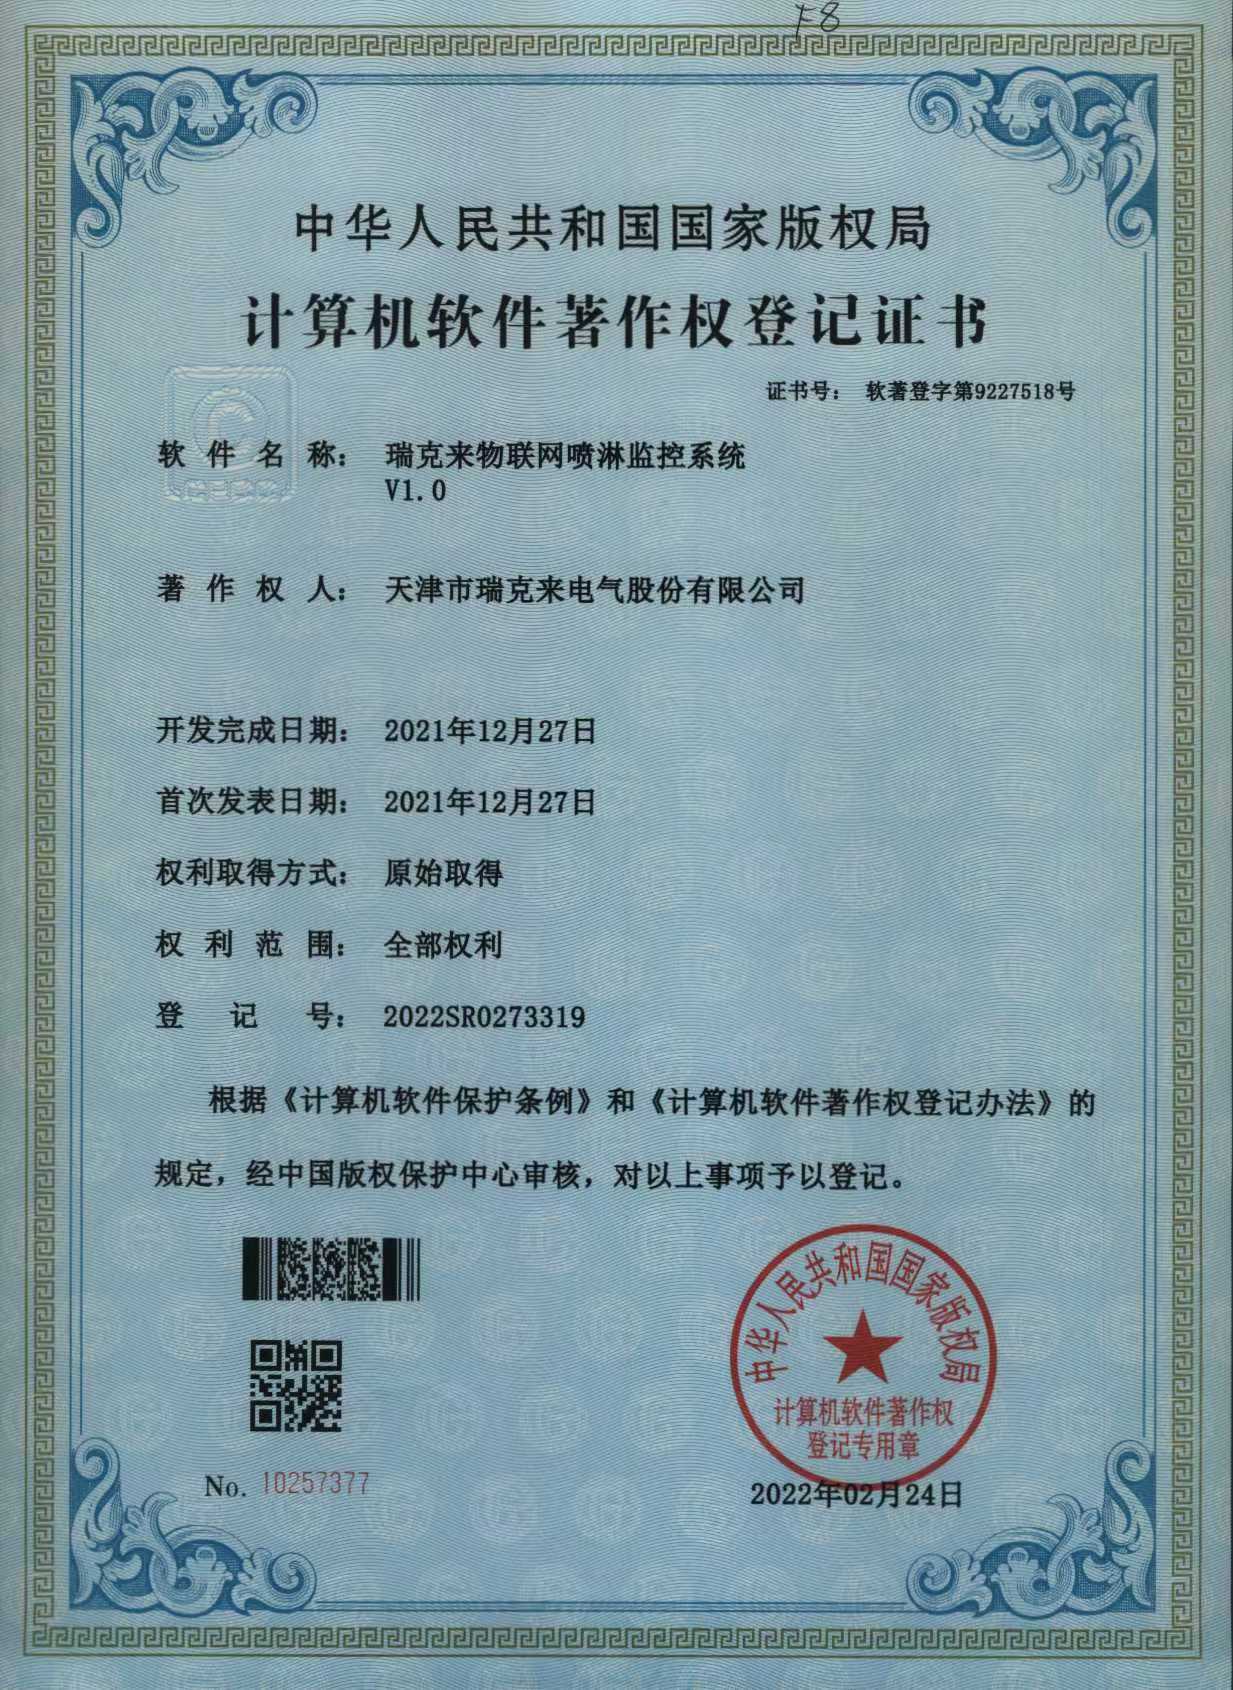 F8
中华人民共和国国家版权局
计算机软件著作权登记证书
证书号： 软著登字第9227518号
软件名称： 瑞克来物联网喷淋监控系统
V1.0
著作权人： 天津市瑞克来电气股份有限公司
开发完成日期： 2021年12月27日
首次发表日期： 2021年12月27日
权利取得方式： 原始取得
权利范围： 全部权利
登记号： 2022SR0273319
根据《计算机软件保护条例》和《计算机软件著作权登记办法》的
规定，经中国版权保护中心审核，对以上事项予以登记。
中华人民共和国国家版权局
计算机软件著作权
登记专用章
No. 10257377
2022年02月24日